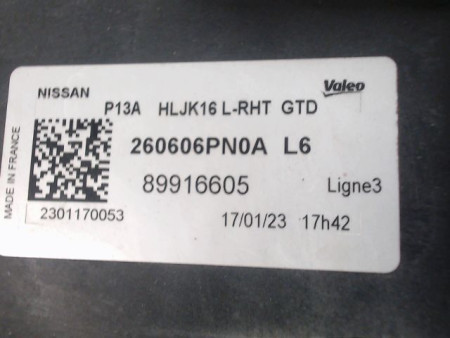 NISSAN
Valeo
P13A HLJK16 L-RHT GTD
MADE IN FRANCE
260606PN0A L6
89916605
Ligne3
2301170053
17/01/23 17h42